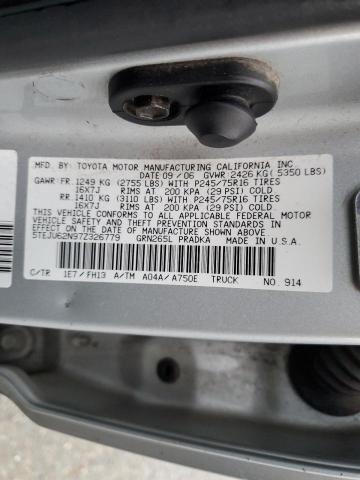 MFD. BY: TOYOTA MOTOR MANUFACTURING CALIFORNIA INC.
DATE 09 / 06 GVWR 2426 KG ( 5350 LBS)
GAWR: FR. 1249 KG (2755 LBS) WITH P245/75R16 TIRES
16X7J RIMS AT 200 KPA (29 PSI) COLD
RR. 1410 KG (3110 LBS) WITH P245/75R16 TIRES
16X7J RIMS AT 200 KPA (29 PSI) COLD
THIS VEHICLE CONFORMS TO ALL APPLICABLE FEDERAL MOTOR
VEHICLE SAFETY AND THEFT PREVENTION STANDARDS IN
EFFECT ON THE DATE OF MANUFACTURE SHOWN ABOVE.
5TEJU62N97Z326779 GRN265L PRADKA MADE IN U.S.A.
C/TR 1E7 / FH13 A/TM A04A / A750E TRUCK NO. 914